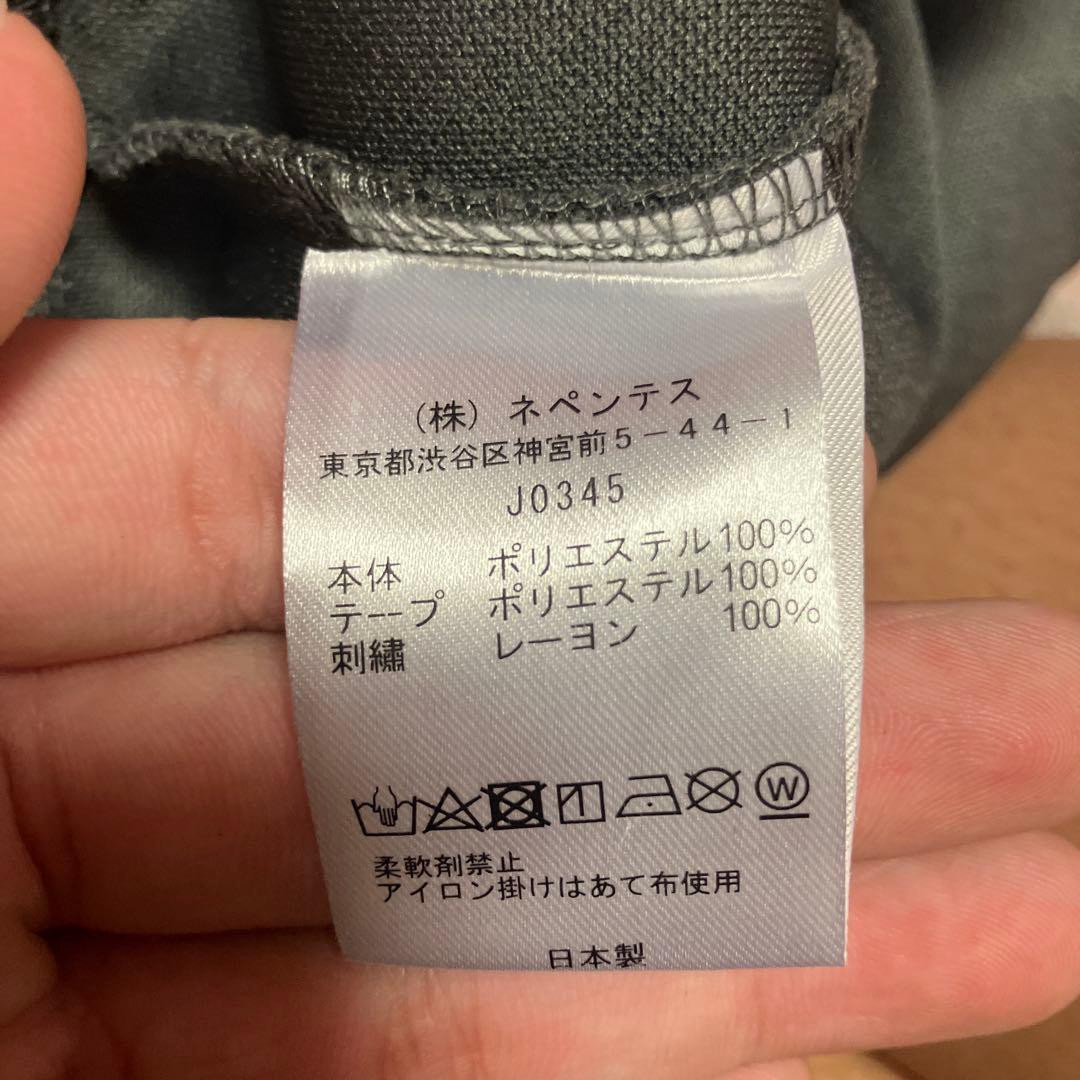 (株) ネペンテス
東京都渋谷区神宮前5-44-1
J0345
本体 ポリエステル100%
テープ ポリエステル100%
刺繍 レーヨン 100%
W
柔軟剤禁止
アイロン掛けはあて布使用
日本製